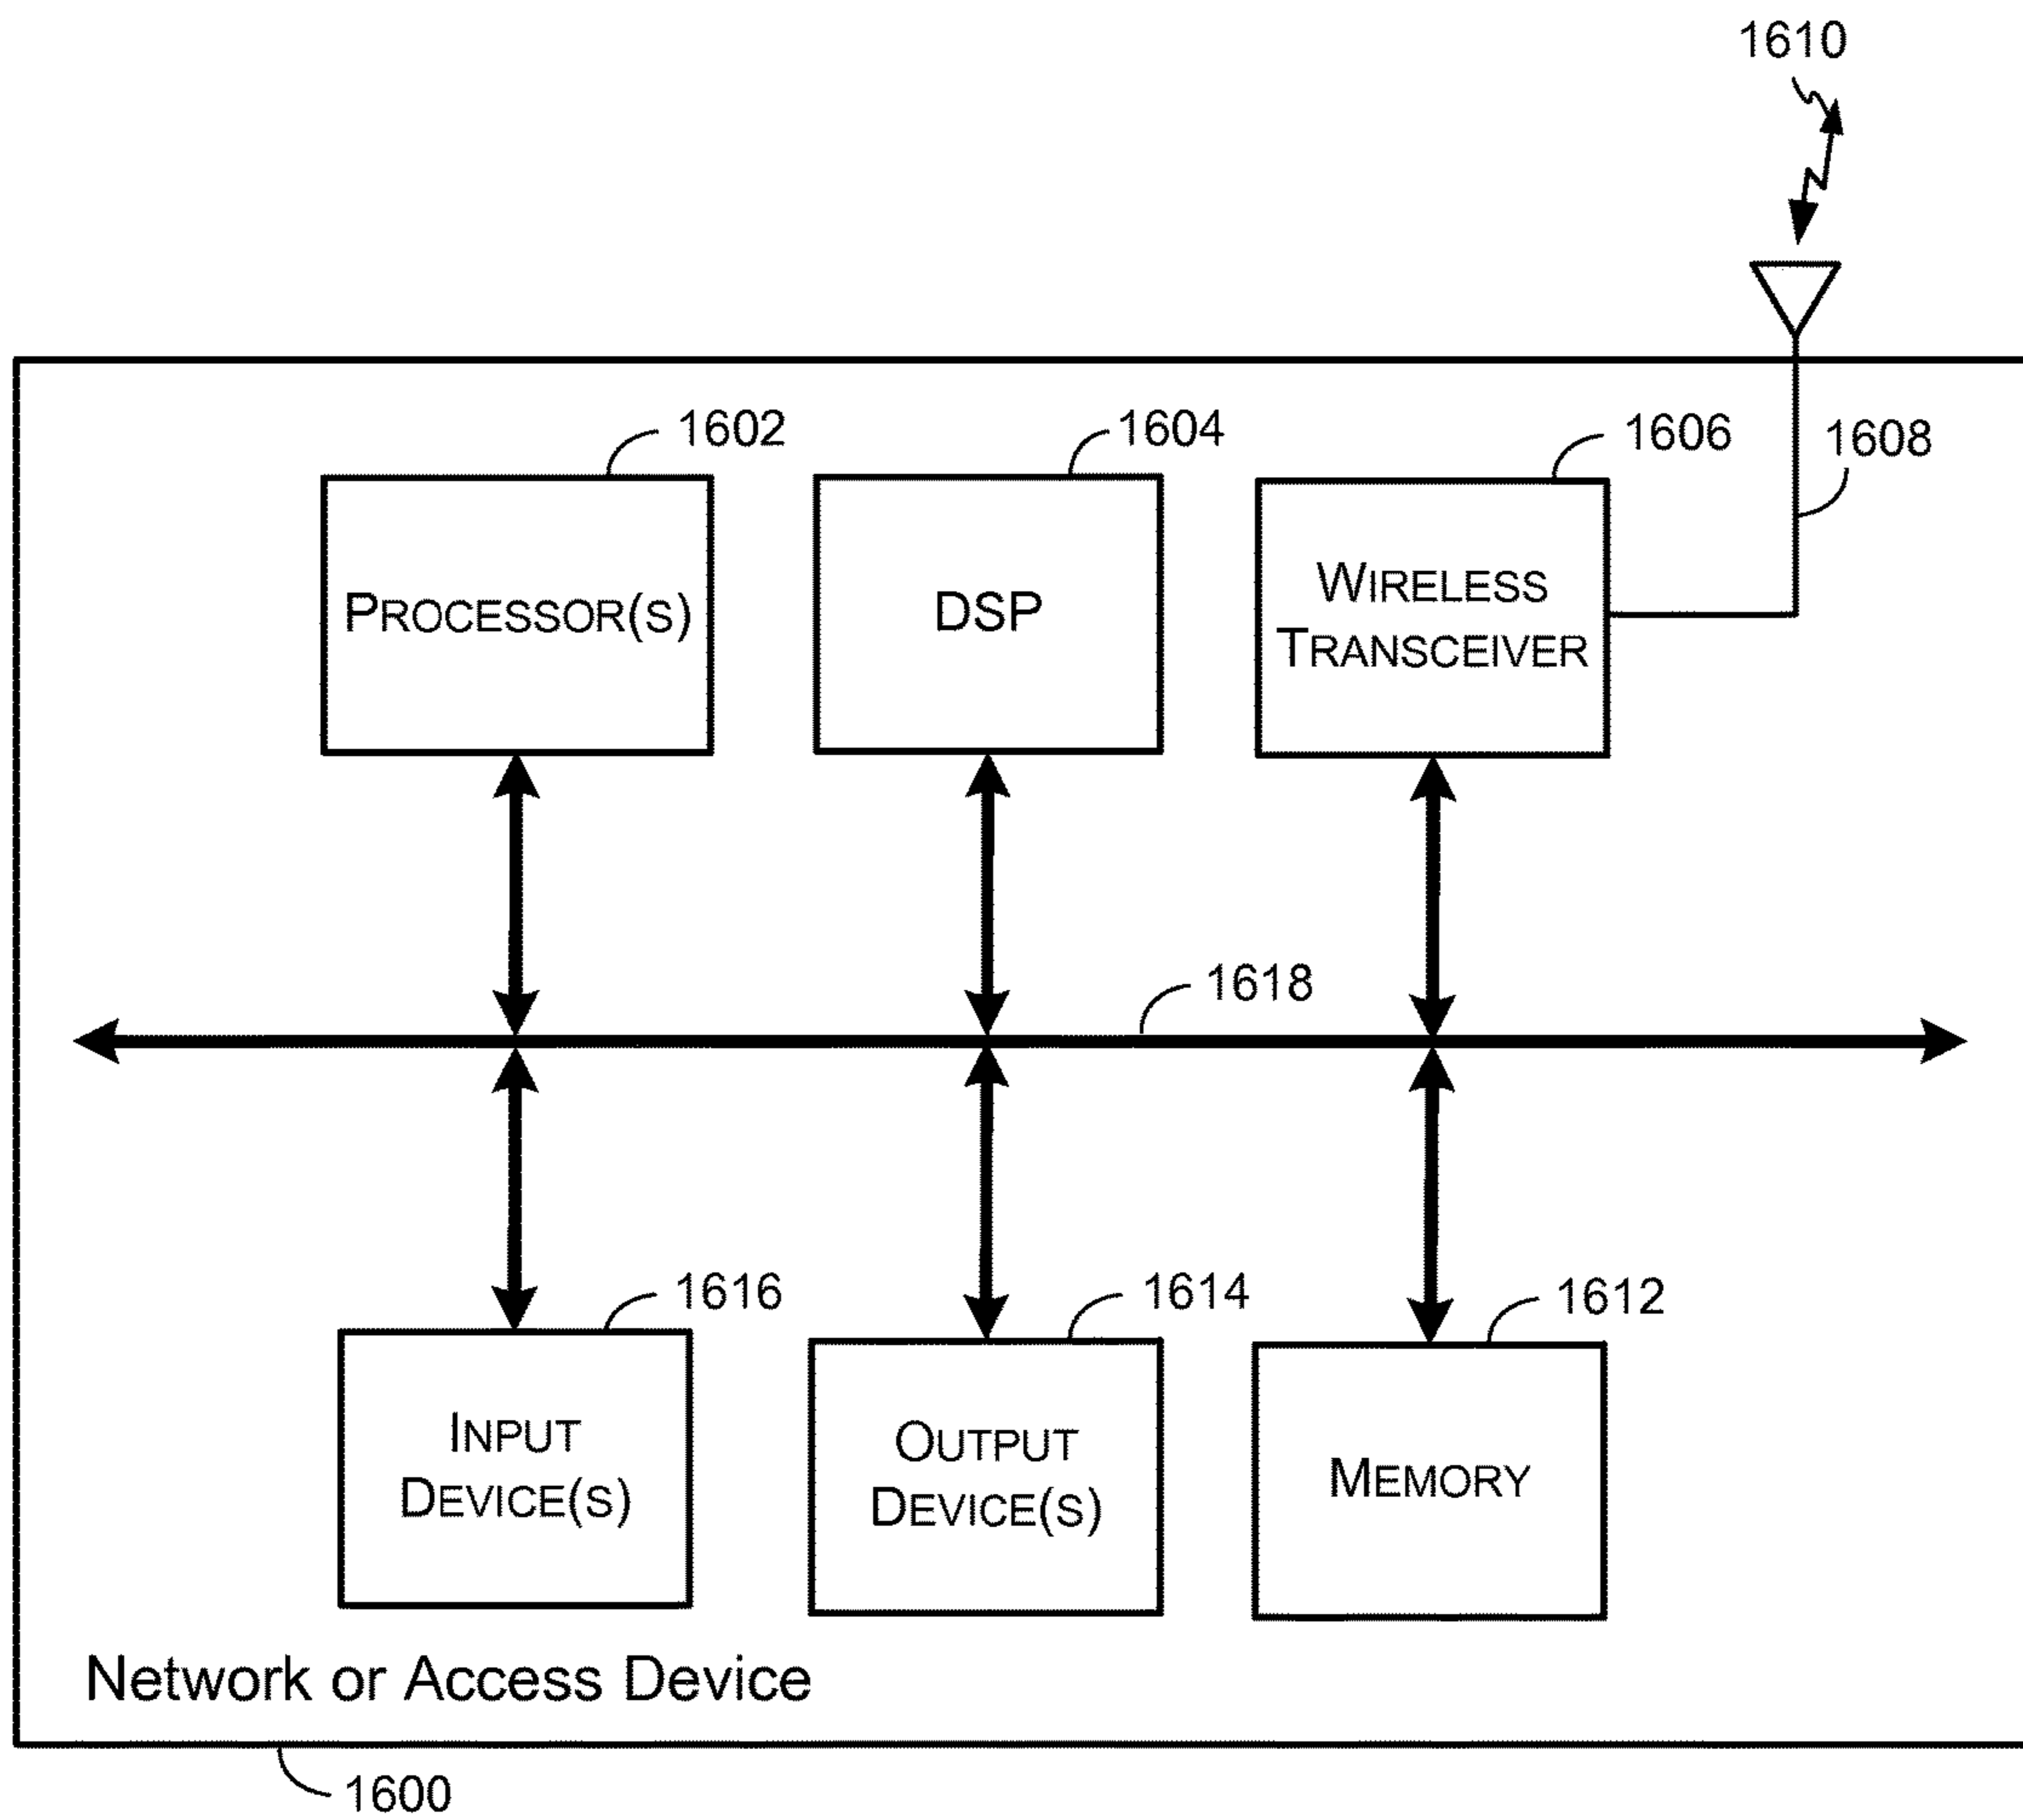 1610
1602
1604
1606
1608
PROCESSOR(S)
DSP
WIRELESS
TRANSCEIVER
1618
1616
1614
1612
INPUT
DEVICE(S)
OUTPUT
DEVICE(S)
MEMORY
Network or Access Device
1600